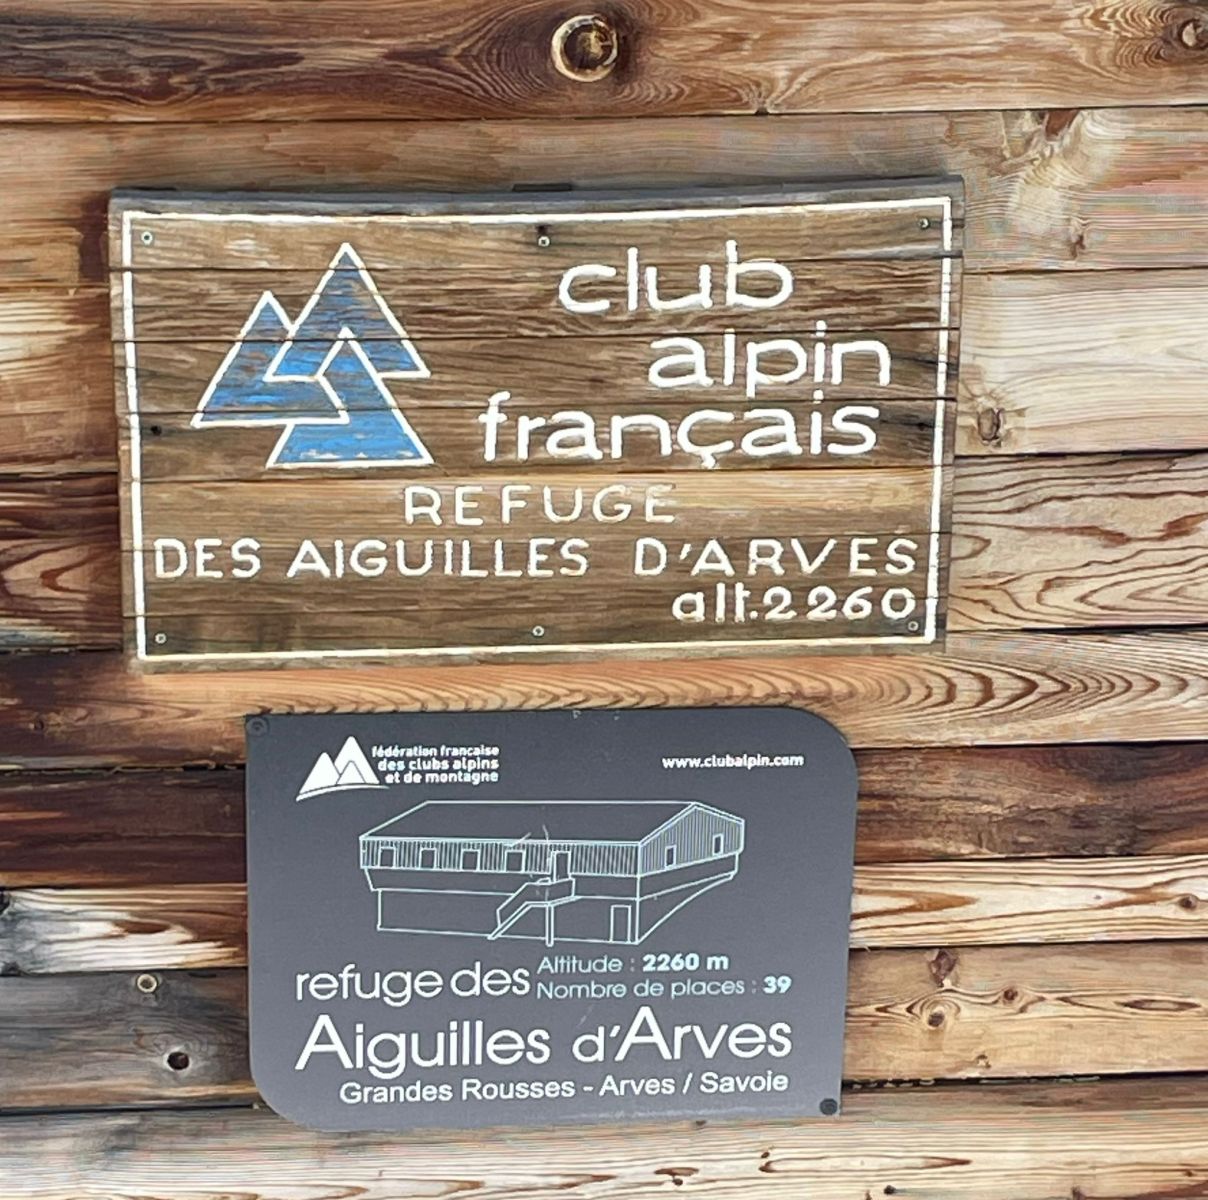 club
alpin
français
REFUGE
DES AIGUILLES D'ARVES
alt.2260
fédération française
des clubs alpins
et de montagne
www.clubalpin.com
refuge des
Altitude : 2260 m
Nombre de places : 39
Aiguilles d'Arves
Grandes Rousses - Arves / Savoie